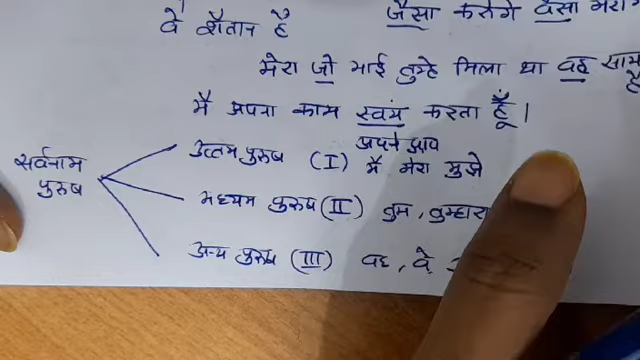 वे शैतान है
जैसा करोगे वैसा भरो
मेरा जो भाई तुम्हे मिला था वह
मै अपना काम स्वयं करता हूँ।
अपने आप
सर्वनाम पुरुष
उत्तम पुरुष (I) मै मेरा मुझे
मध्यम पुरुष (II) तुम, तुम्हारा
अन्य पुरुष (III) वह, वे